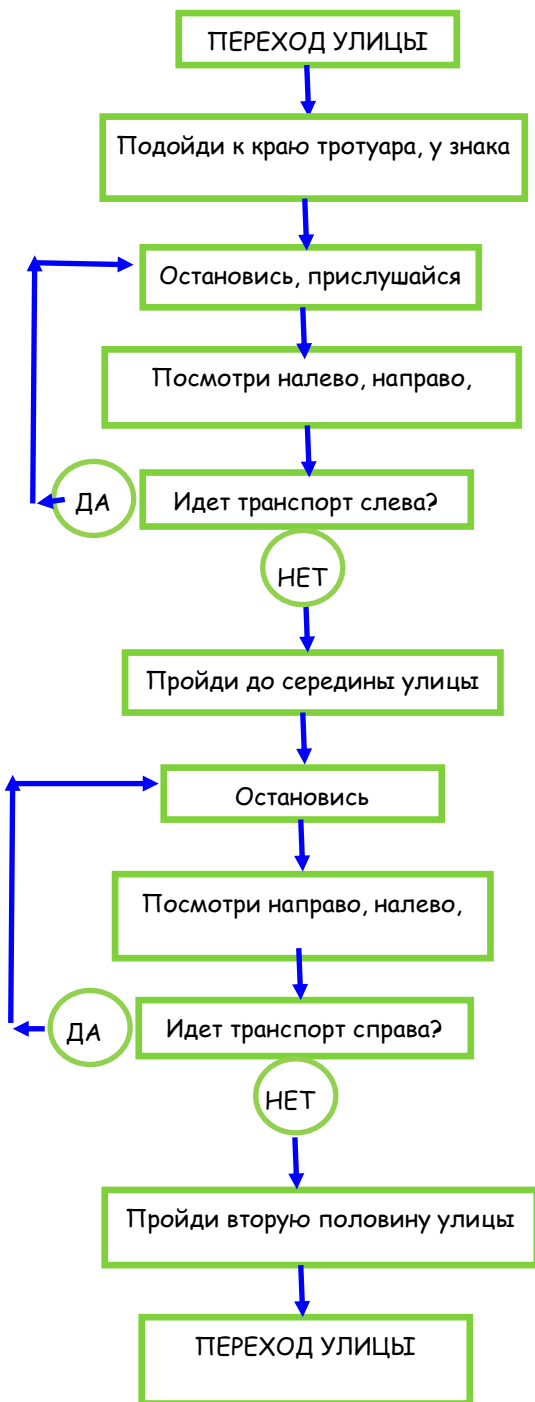 ПЕРЕХОД УЛИЦЫ
Подойди к краю тротуара, у знака
Остановись, прислушайся
Посмотри налево, направо,
ДА
Идет транспорт слева?
НЕТ
Пройди до середины улицы
Остановись
Посмотри направо, налево,
ДА
Идет транспорт справа?
НЕТ
Пройди вторую половину улицы
ПЕРЕХОД УЛИЦЫ